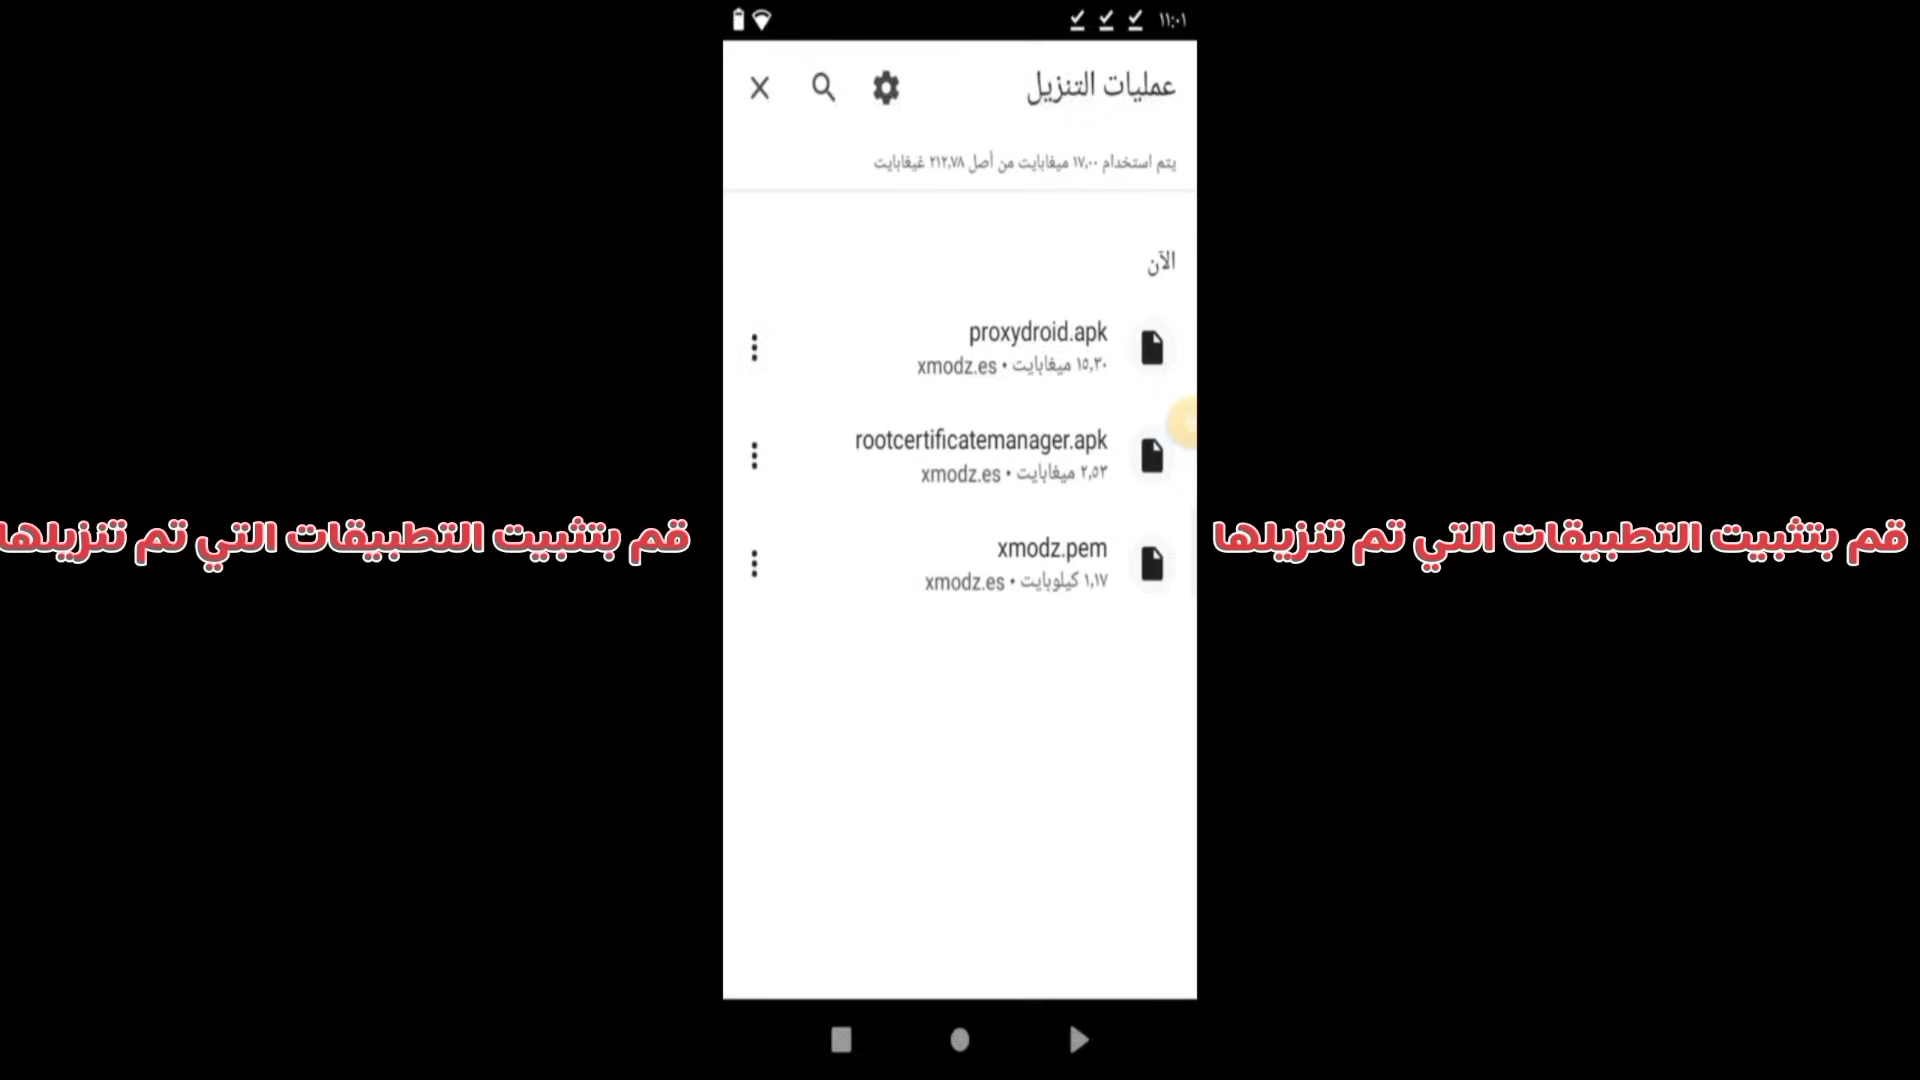 ١١:٠١
عمليات التنزيل
يتم استخدام ١٧,٠٠ ميغابايت من أصل ٢١٢,٧٨ غيغابايت
الآن
proxydroid.apk
١٥,٣٠ ميغابايت • xmodz.es
rootcertificatemanager.apk
٢,٥٣ ميغابايت • xmodz.es
xmodz.pem
١,١٧ كيلوبايت • xmodz.es
قم بتثبيت التطبيقات التي تم تنزيلها
قم بتثبيت التطبيقات التي تم تنزيلها